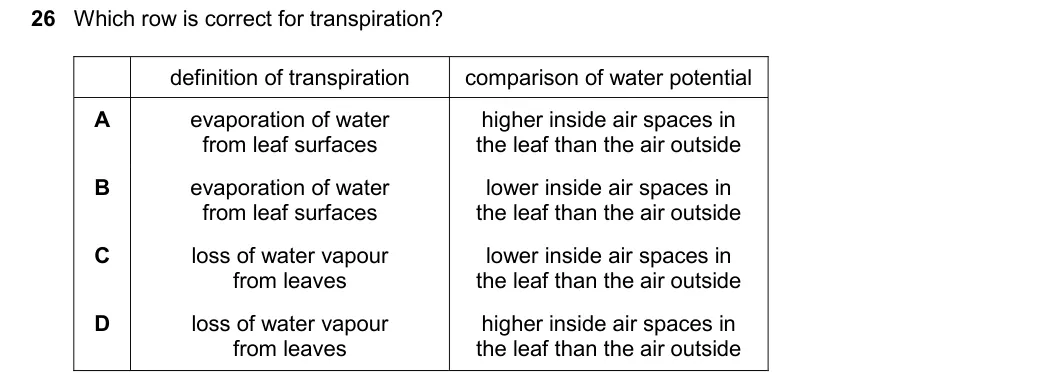 26 Which row is correct for transpiration?
definition of transpiration comparison of water potential
A evaporation of water higher inside air spaces in
from leaf surfaces the leaf than the air outside
B evaporation of water lower inside air spaces in
from leaf surfaces the leaf than the air outside
C loss of water vapour lower inside air spaces in
from leaves the leaf than the air outside
D loss of water vapour higher inside air spaces in
from leaves the leaf than the air outside